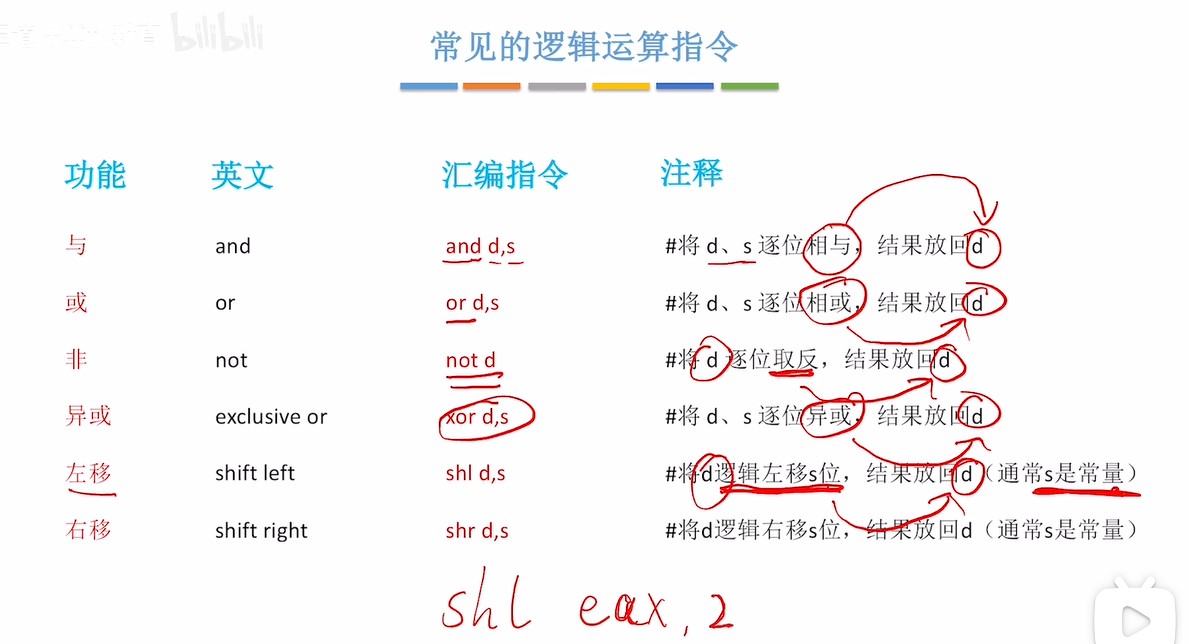 bilibili
常见的逻辑运算指令
功能 英文 汇编指令 注释
与 and and d,s #将 d、s 逐位相与，结果放回d
或 or or d,s #将 d、s 逐位相或，结果放回d
非 not not d #将 d 逐位取反，结果放回d
异或 exclusive or xor d,s #将 d、s 逐位异或，结果放回d
左移 shift left shl d,s #将d逻辑左移s位，结果放回d（通常s是常量）
右移 shift right shr d,s #将d逻辑右移s位，结果放回d（通常s是常量）
shl eax, 2